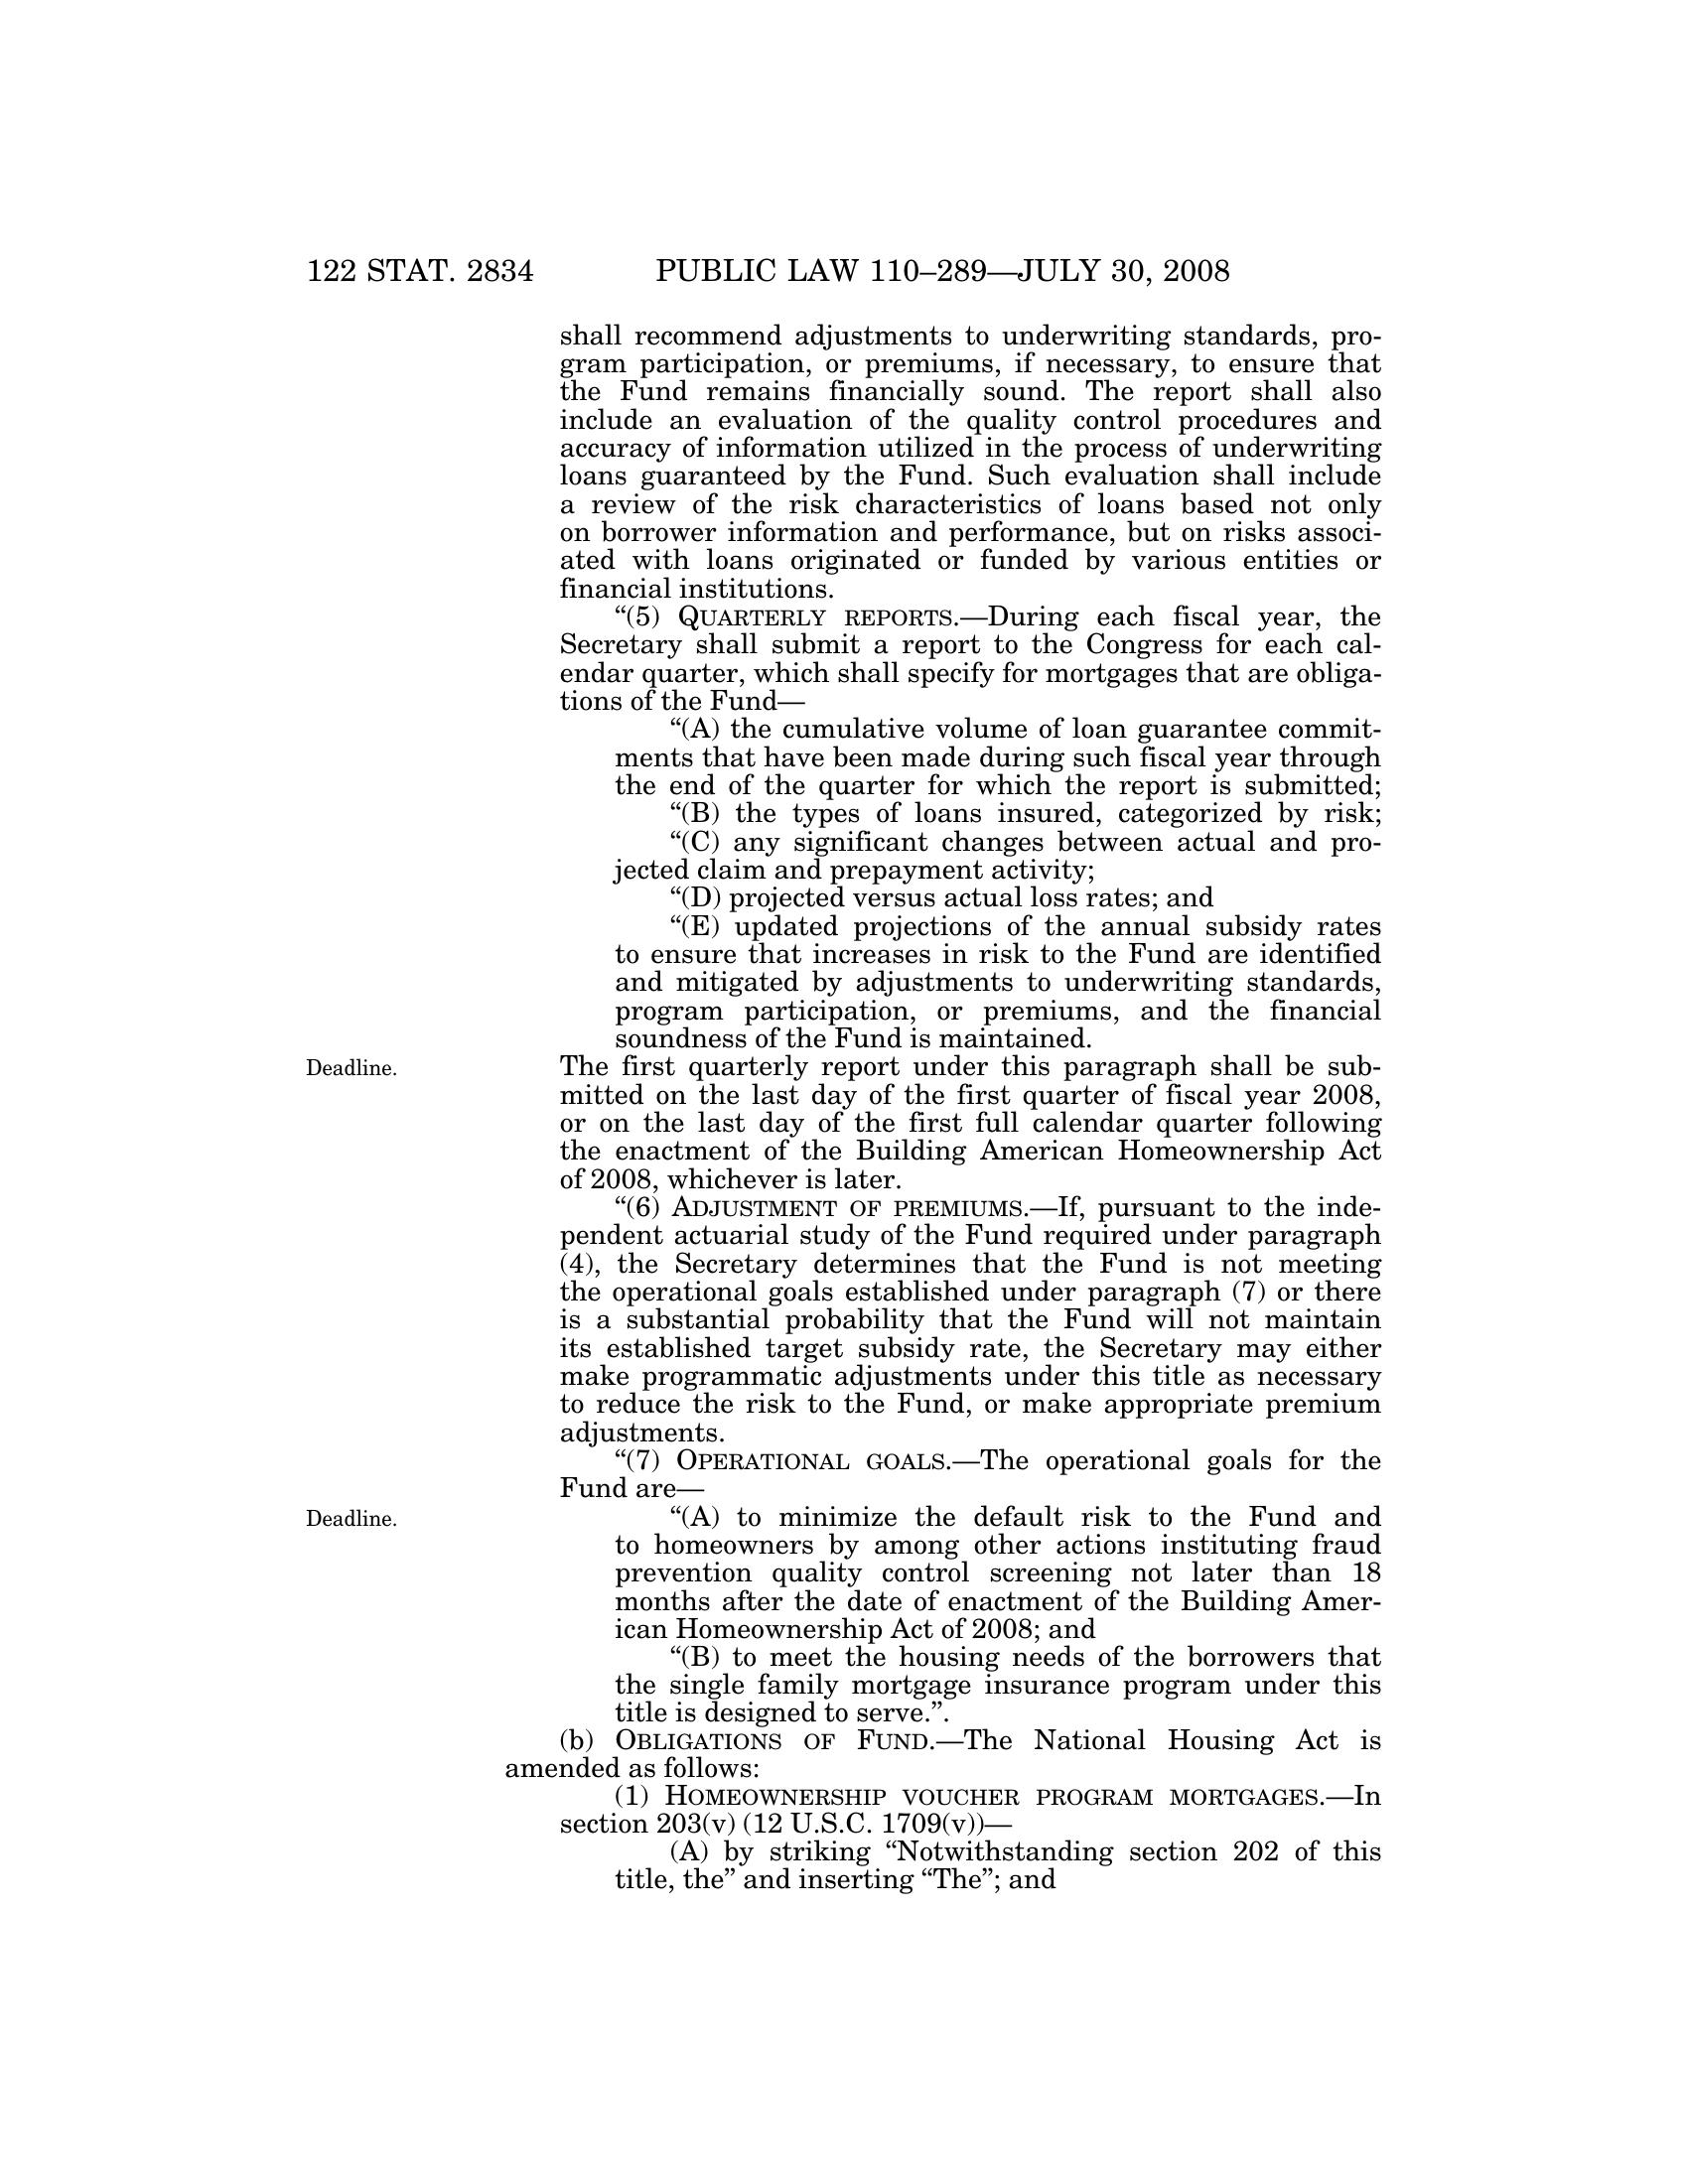 122 STAT. 2834 PUBLIC LAW 110–289—JULY 30, 2008
shall recommend adjustments to underwriting standards, pro-
gram participation, or premiums, if necessary, to ensure that
the Fund remains financially sound. The report shall also
include an evaluation of the quality control procedures and
accuracy of information utilized in the process of underwriting
loans guaranteed by the Fund. Such evaluation shall include
a review of the risk characteristics of loans based not only
on borrower information and performance, but on risks associ-
ated with loans originated or funded by various entities or
financial institutions.
“(5) QUARTERLY REPORTS.—During each fiscal year, the
Secretary shall submit a report to the Congress for each cal-
endar quarter, which shall specify for mortgages that are obliga-
tions of the Fund—
“(A) the cumulative volume of loan guarantee commit-
ments that have been made during such fiscal year through
the end of the quarter for which the report is submitted;
“(B) the types of loans insured, categorized by risk;
“(C) any significant changes between actual and pro-
jected claim and prepayment activity;
“(D) projected versus actual loss rates; and
“(E) updated projections of the annual subsidy rates
to ensure that increases in risk to the Fund are identified
and mitigated by adjustments to underwriting standards,
program participation, or premiums, and the financial
soundness of the Fund is maintained.
Deadline.
The first quarterly report under this paragraph shall be sub-
mitted on the last day of the first quarter of fiscal year 2008,
or on the last day of the first full calendar quarter following
the enactment of the Building American Homeownership Act
of 2008, whichever is later.
“(6) ADJUSTMENT OF PREMIUMS.—If, pursuant to the inde-
pendent actuarial study of the Fund required under paragraph
(4), the Secretary determines that the Fund is not meeting
the operational goals established under paragraph (7) or there
is a substantial probability that the Fund will not maintain
its established target subsidy rate, the Secretary may either
make programmatic adjustments under this title as necessary
to reduce the risk to the Fund, or make appropriate premium
adjustments.
“(7) OPERATIONAL GOALS.—The operational goals for the
Fund are—
Deadline.
“(A) to minimize the default risk to the Fund and
to homeowners by among other actions instituting fraud
prevention quality control screening not later than 18
months after the date of enactment of the Building Amer-
ican Homeownership Act of 2008; and
“(B) to meet the housing needs of the borrowers that
the single family mortgage insurance program under this
title is designed to serve.”.
(b) OBLIGATIONS OF FUND.—The National Housing Act is
amended as follows:
(1) HOMEOWNERSHIP VOUCHER PROGRAM MORTGAGES.—In
section 203(v) (12 U.S.C. 1709(v))—
(A) by striking “Notwithstanding section 202 of this
title, the” and inserting “The”; and